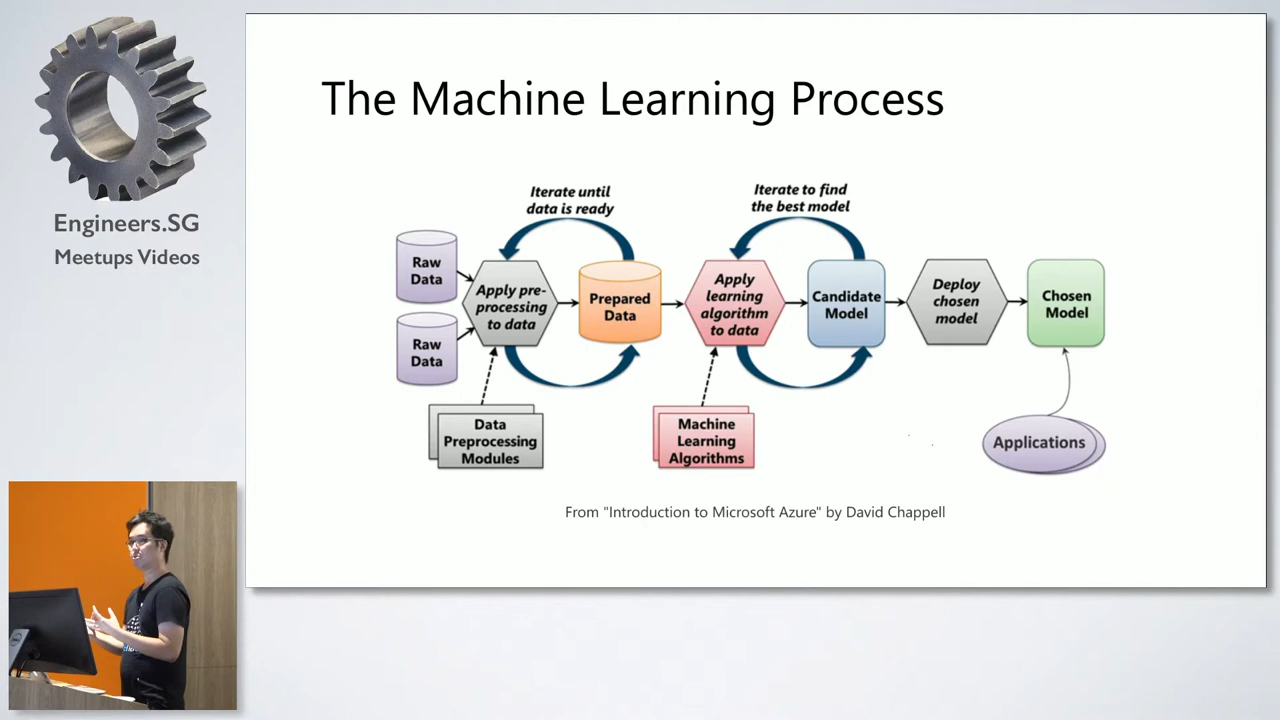 Engineers.SG
Meetups Videos
The Machine Learning Process
Iterate until
data is ready
Iterate to find
the best model
Raw
Data
Raw
Data
Apply pre-
processing
to data
Prepared
Data
Apply
learning
algorithm
to data
Candidate
Model
Deploy
chosen
model
Chosen
Model
Data
Preprocessing
Modules
Machine
Learning
Algorithms
Applications
From "Introduction to Microsoft Azure" by David Chappell